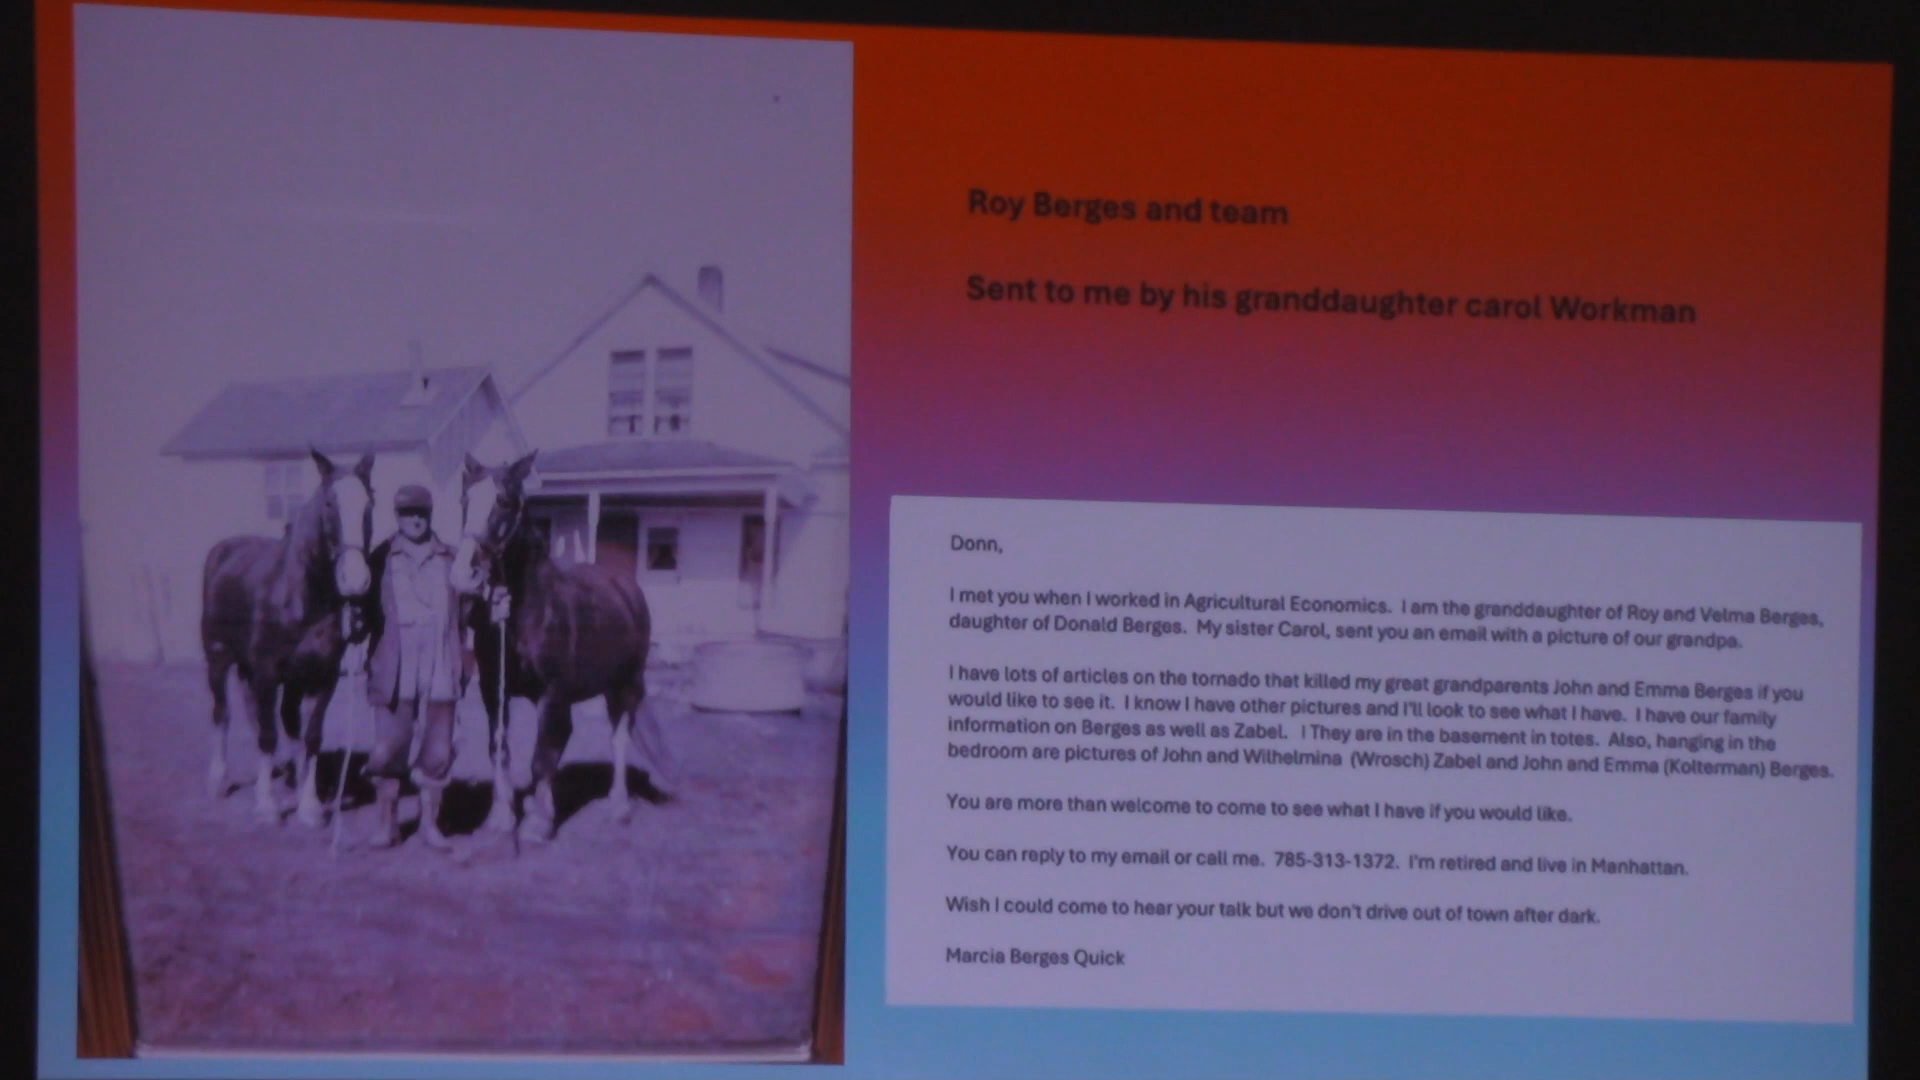 Roy Berges and team
Sent to me by his granddaughter carol Workman
Donn,
I met you when I worked in Agricultural Economics. I am the granddaughter of Roy and Velma Berges,
daughter of Donald Berges. My sister Carol, sent you an email with a picture of our grandpa.
I have lots of articles on the tornado that killed my great grandparents John and Emma Berges if you
would like to see it. I know I have other pictures and I'll look to see what I have. I have our family
information on Berges as well as Zabel. I They are in the basement in totes. Also, hanging in the
bedroom are pictures of John and Wilhelmina (Wrosch) Zabel and John and Emma (Kolterman) Berges.
You are more than welcome to come to see what I have if you would like.
You can reply to my email or call me. 785-313-1372. I'm retired and live in Manhattan.
Wish I could come to hear your talk but we don't drive out of town after dark.
Marcia Berges Quick